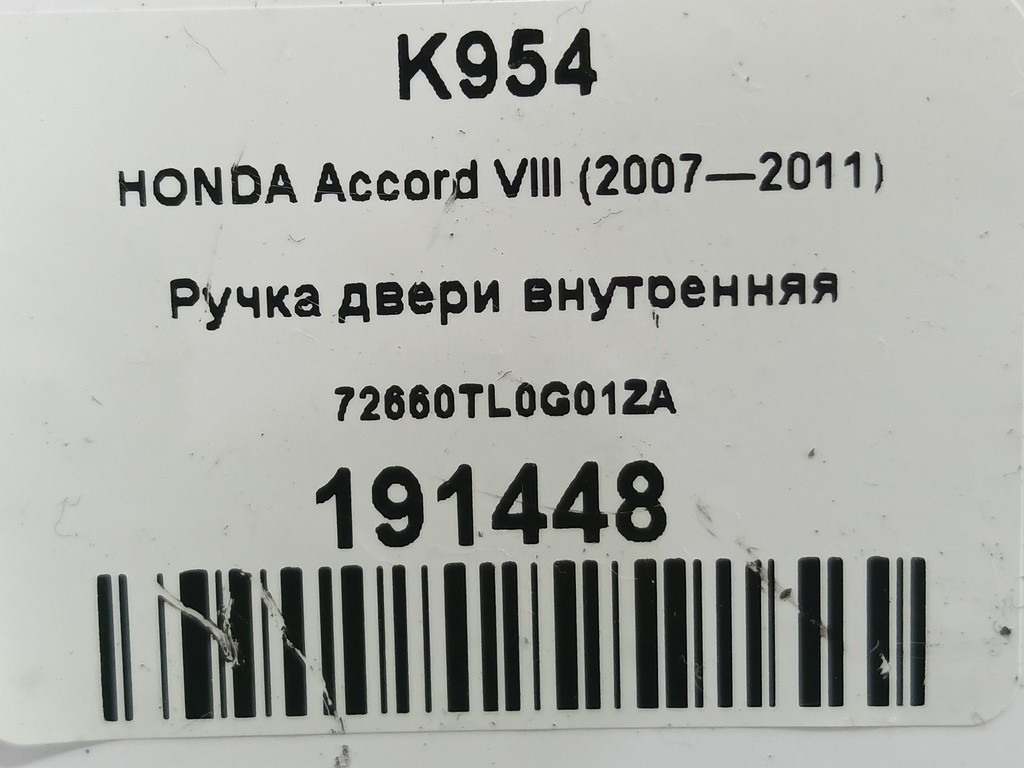 K954
HONDA Accord VIII (2007—2011)
Ручка двери внутренняя
72660TL0G01ZA
191448